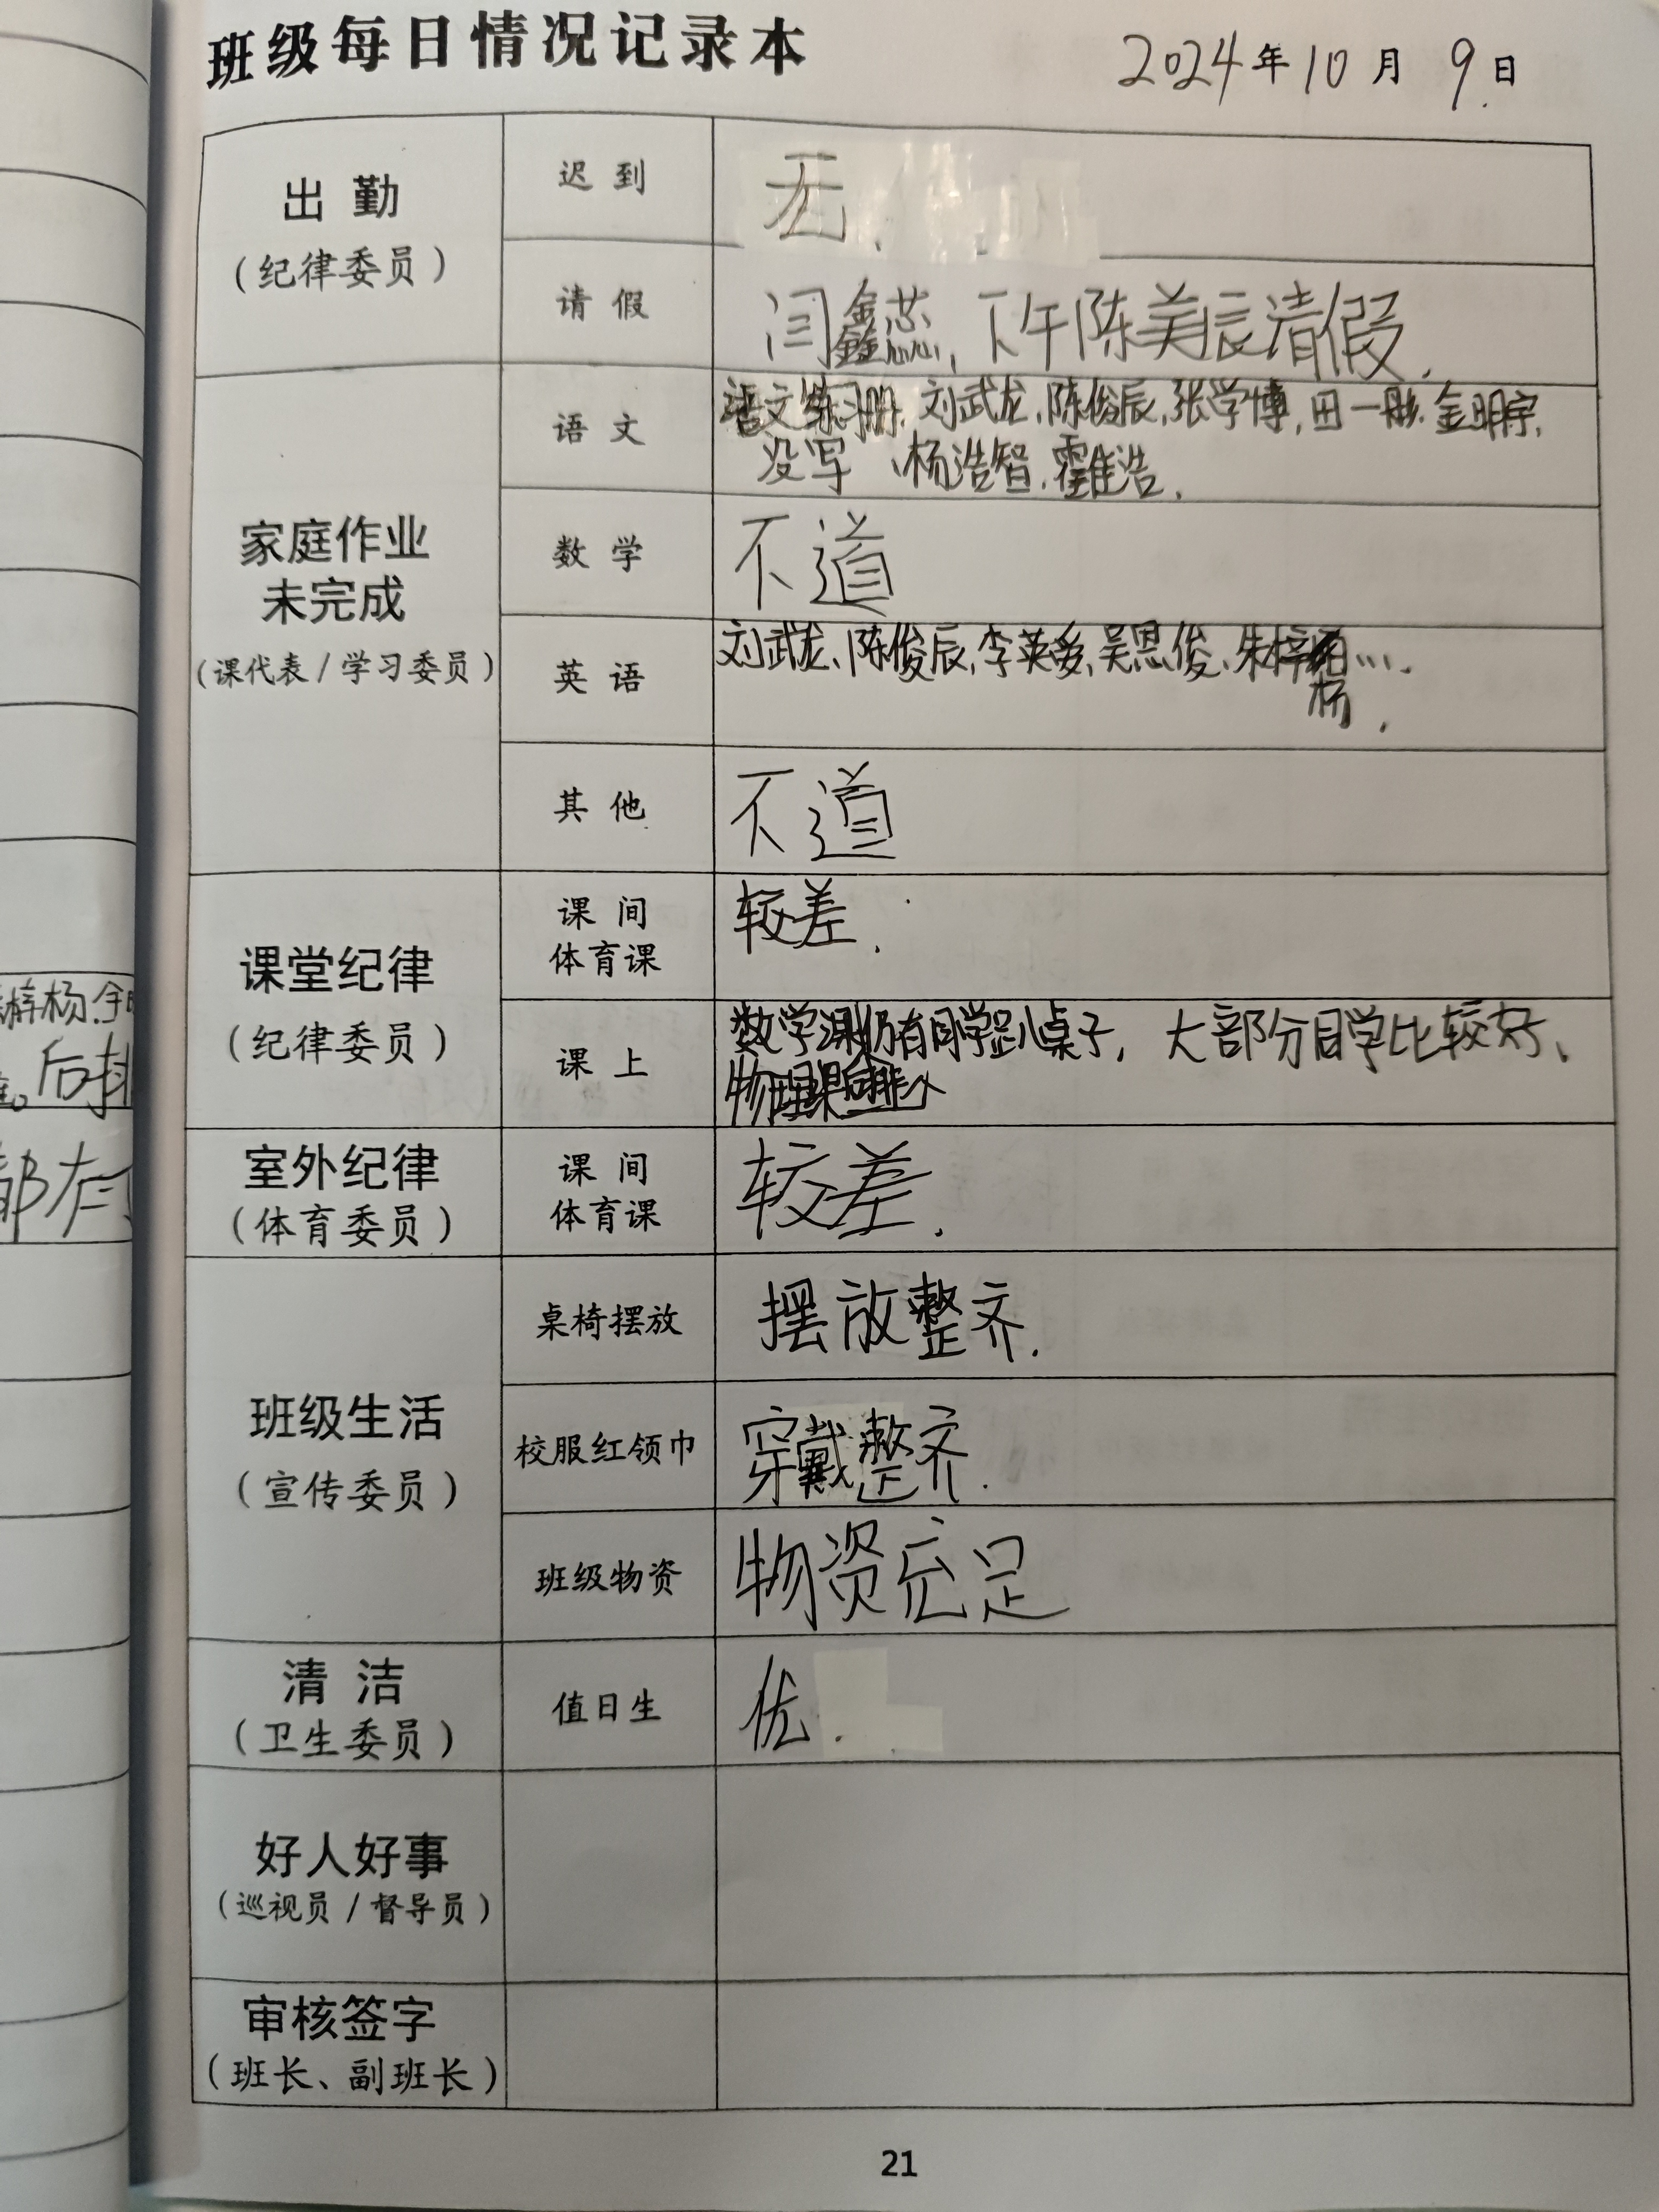 班级每日情况记录本
2024年10月9日
出勤
(纪律委员)
迟到
无.
请假
闫鑫蕊,下午陈美辰请假.
家庭作业
未完成
(课代表/学习委员)
语文
语文练习册.刘武龙.陈俊辰.张学博,田一彤.金明宇.
没写、杨浩智.霍佳浩.
数学
不道
英语
刘武龙、陈俊辰,李英爱,吴思俊、朱梓
杨.
其他
不道
课堂纪律
(纪律委员)
课间
体育课
较差.
课上
数学课仍有同学趴桌子,大部分同学比较好、
物理课
室外纪律
(体育委员)
课间
体育课
较差.
班级生活
(宣传委员)
桌椅摆放
摆放整齐.
校服红领巾
穿戴整齐.
班级物资
物资充足
清洁
(卫生委员)
值日生
优.
好人好事
(巡视员/督导员)
审核签字
(班长、副班长)
21
梓杨.
后排
都在